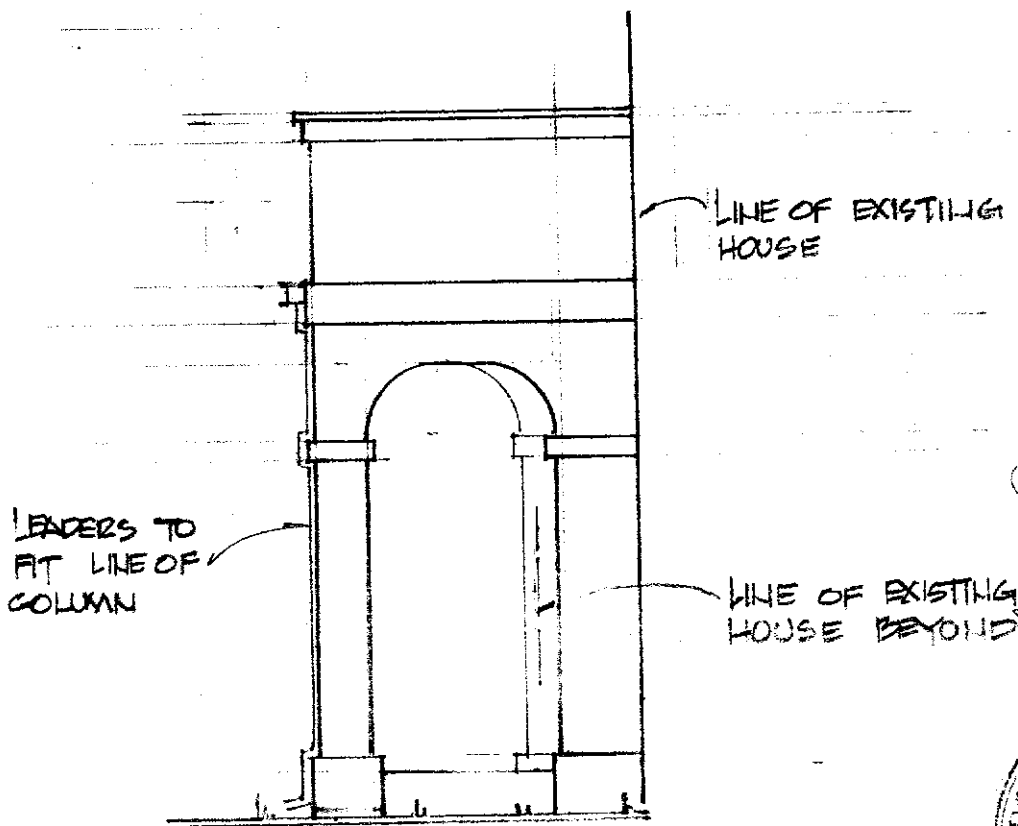 LINE OF EXISTING
HOUSE
LEADERS TO
FIT LINE OF
COLUMN
LINE OF EXISTING
HOUSE BEYOND